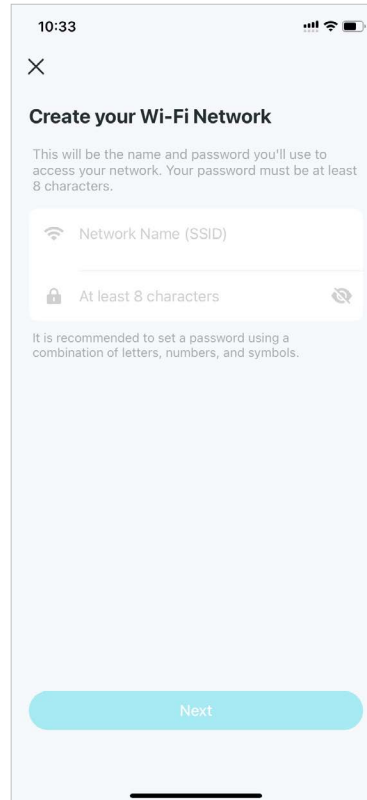 10:33
Create your Wi-Fi Network
This will be the name and password you'll use to
access your network. Your password must be at least
8 characters.
Network Name (SSID)
At least 8 characters
It is recommended to set a password using a
combination of letters, numbers, and symbols.
Next